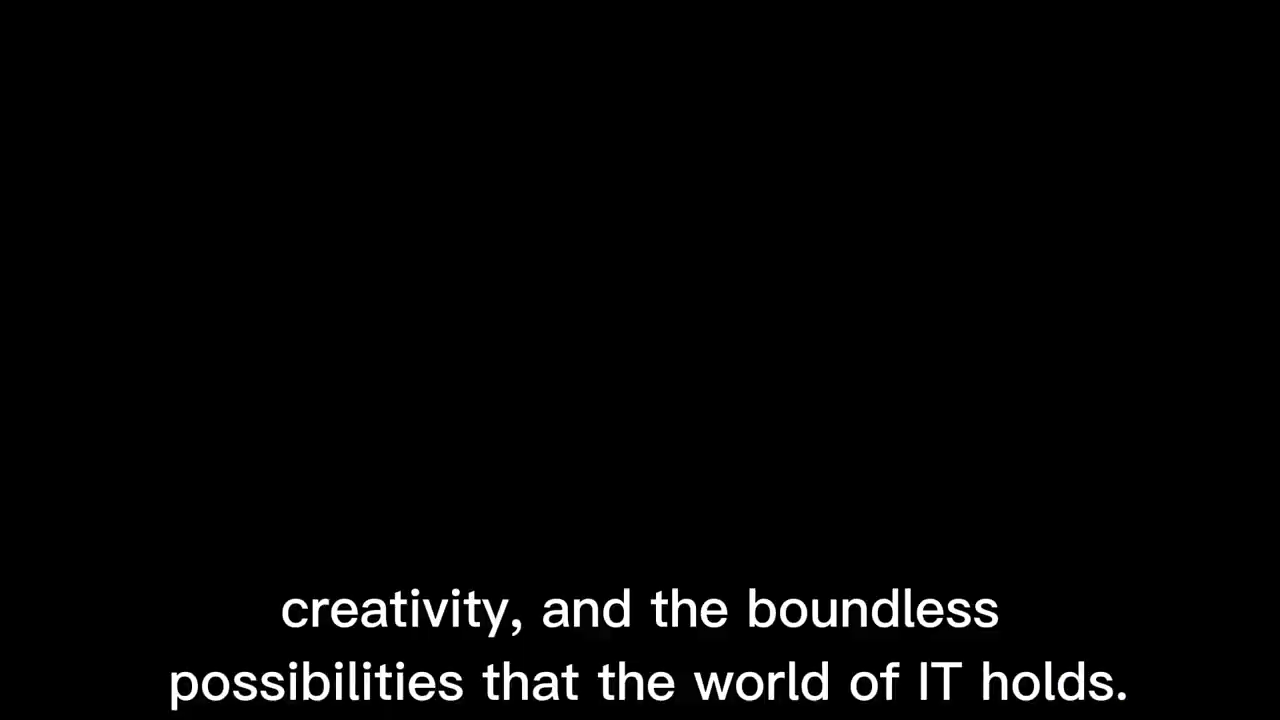 creativity, and the boundless
possibilities that the world of IT holds.